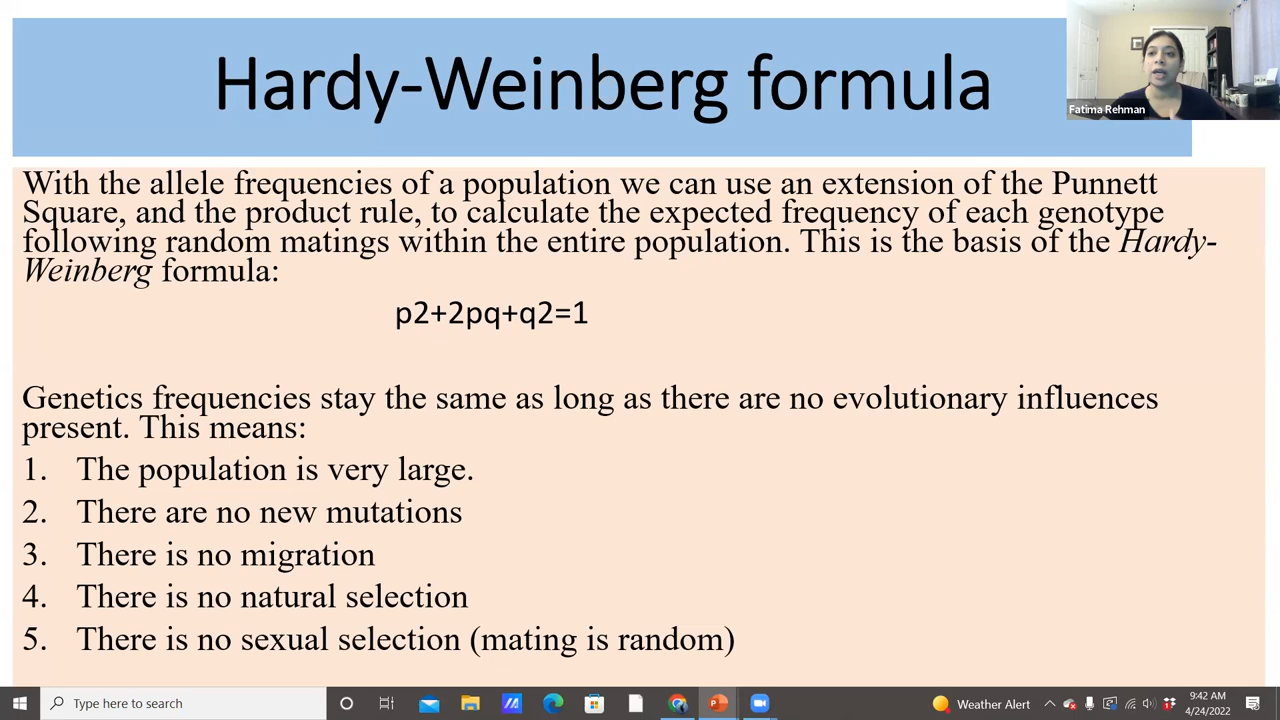 Hardy-Weinberg formula
Fatima Rehman
With the allele frequencies of a population we can use an extension of the Punnett
Square, and the product rule, to calculate the expected frequency of each genotype
following random matings within the entire population. This is the basis of the Hardy-
Weinberg formula:
p2+2pq+q2=1
Genetics frequencies stay the same as long as there are no evolutionary influences
present. This means:
1. The population is very large.
2. There are no new mutations
3. There is no migration
4. There is no natural selection
5. There is no sexual selection (mating is random)
Type here to search
Weather Alert
9:42 AM
4/24/2022